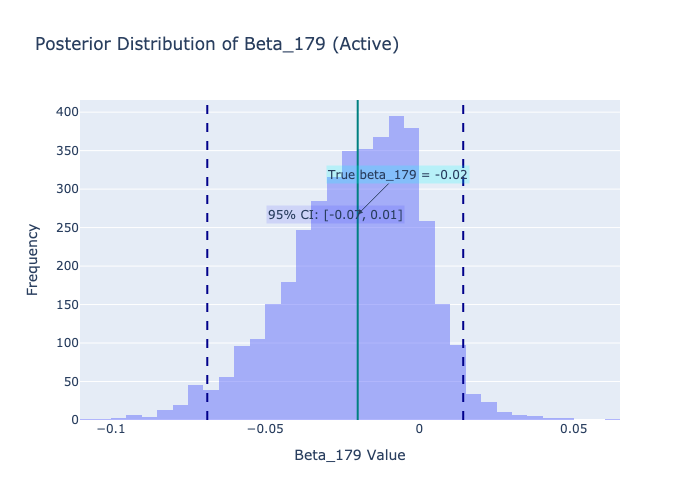 Posterior Distribution of Beta_179 (Active)
400
350
300
250
200
150
100
50
0
Frequency
True beta_179 = -0.02
95% CI: [-0.07, 0.01]
−0.1
−0.05
0
0.05
Beta_179 Value